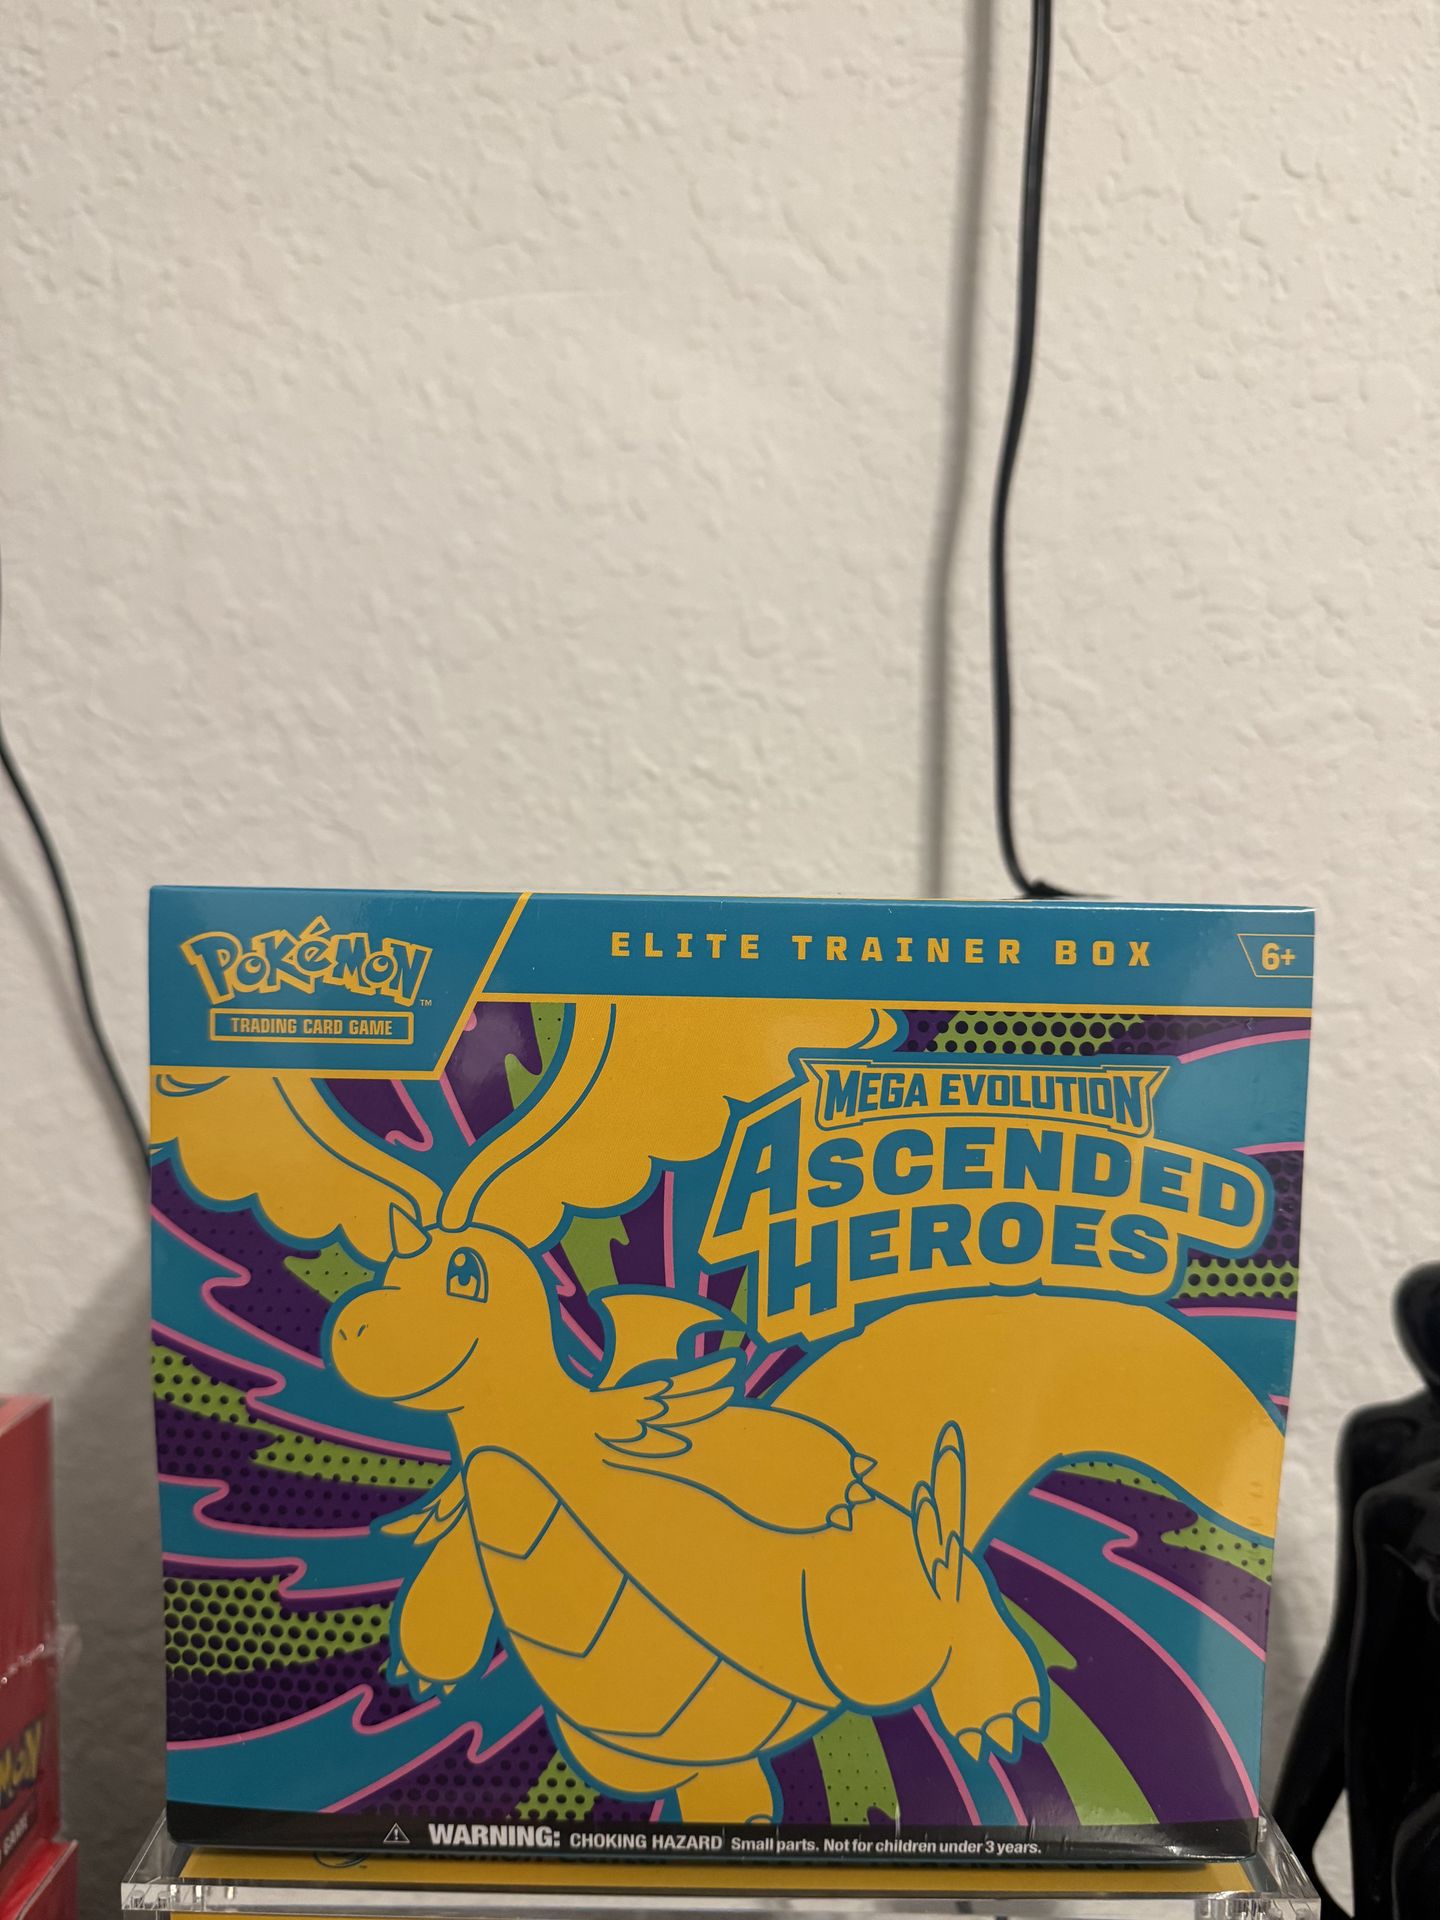 POKéMON™
TRADING CARD GAME
ELITE TRAINER BOX
6+
MEGA EVOLUTION
ASCENDED
HEROES
WARNING: CHOKING HAZARD Small parts. Not for children under 3 years.